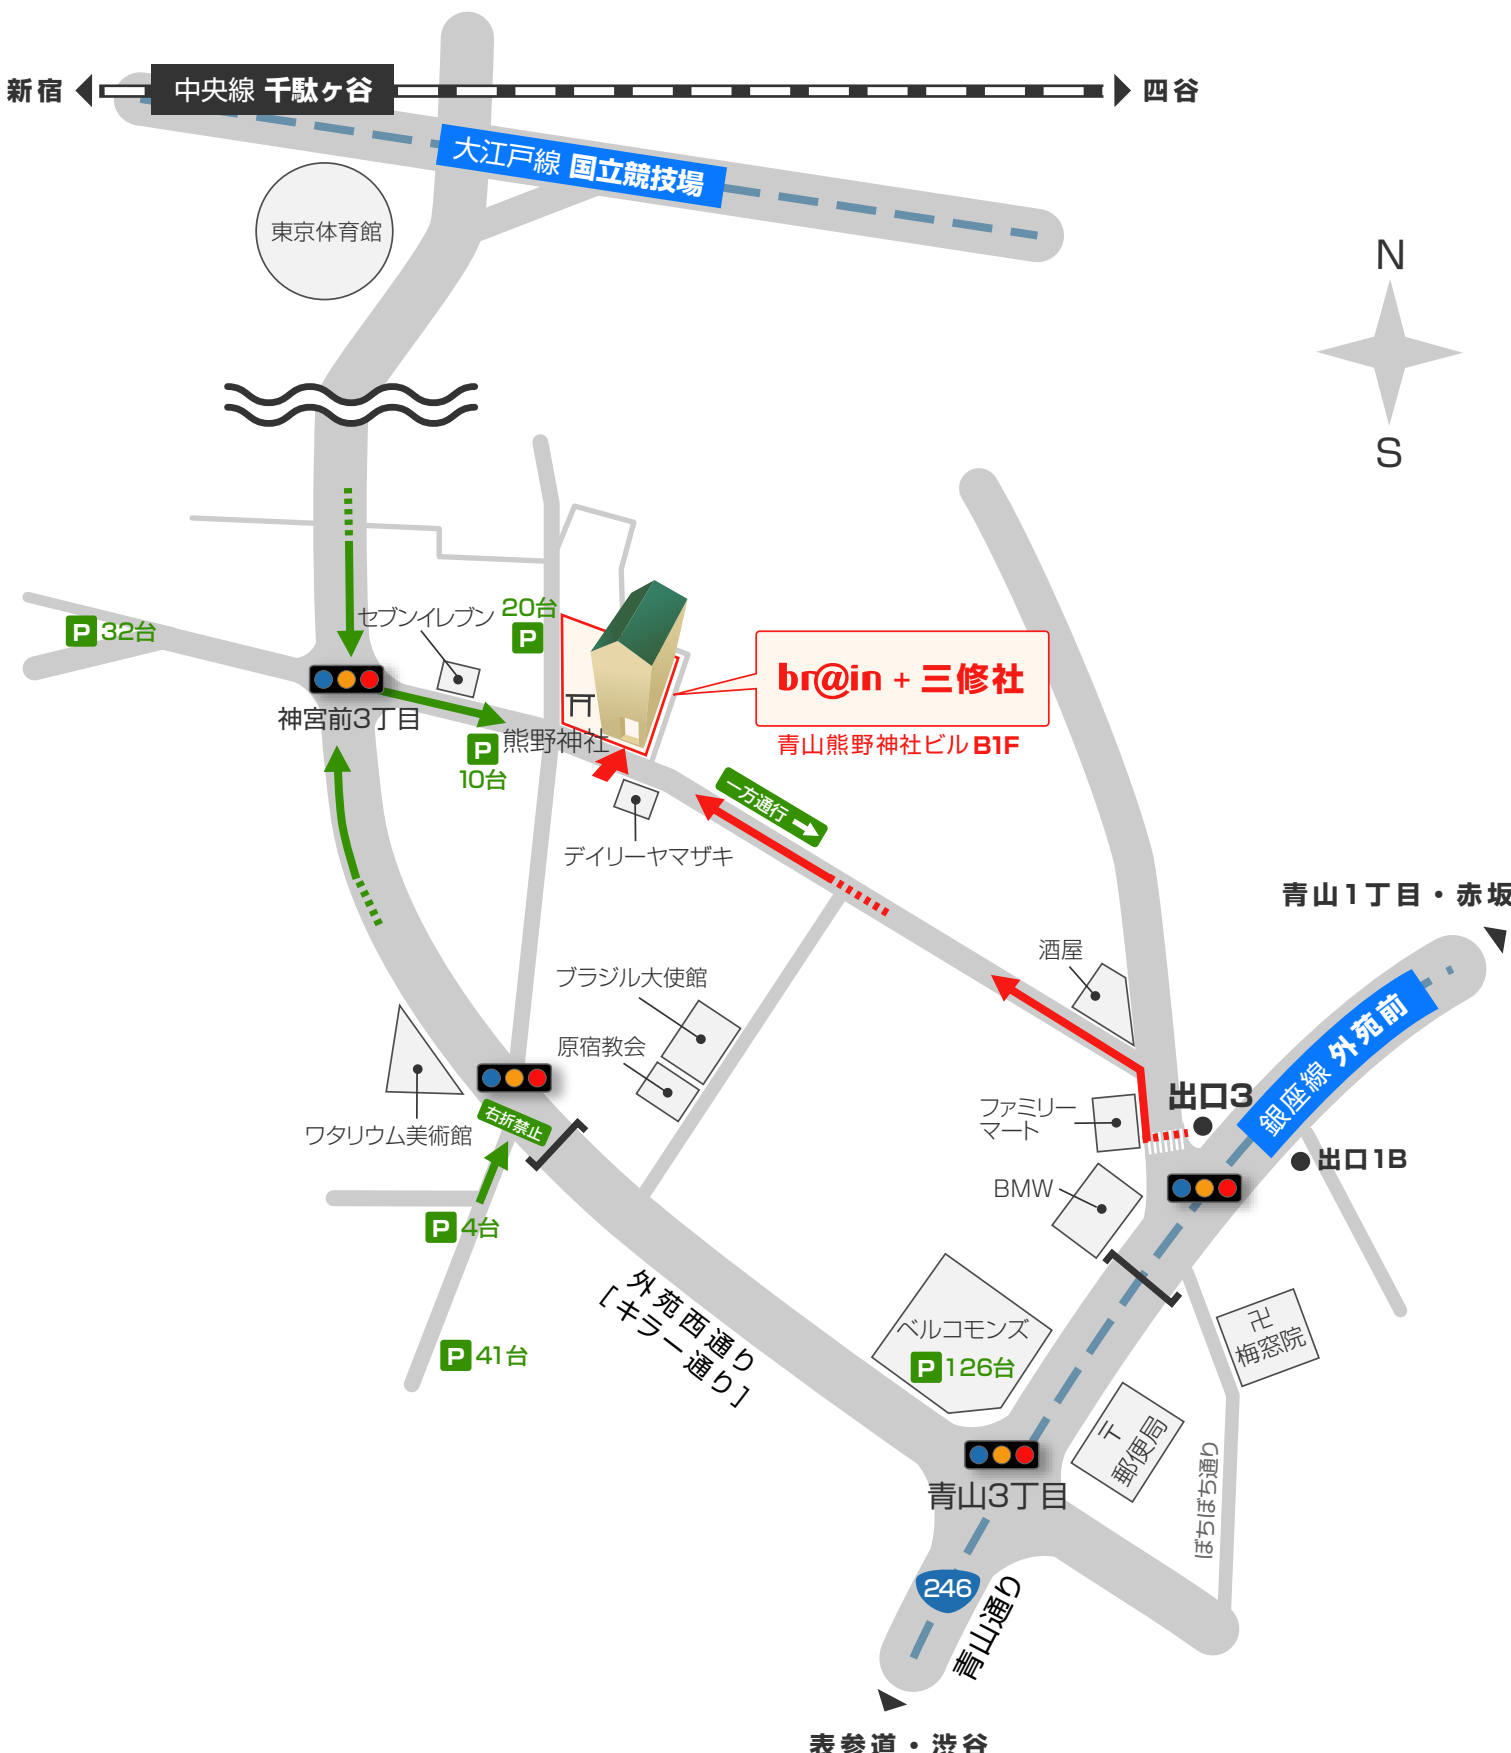 新宿
中央線 千駄ヶ谷
四谷
大江戸線 国立競技場
東京体育館
N
S
セブンイレブン
20台
P
P 32台
神宮前3丁目
br@in + 三修社
熊野神社
青山熊野神社ビル B1F
P
10台
一方通行
デイリーヤマザキ
青山1丁目・赤坂
酒屋
ブラジル大使館
原宿教会
銀座線 外苑前
出口3
ファミリー
マート
ワタリウム美術館
右折禁止
出口1B
BMW
P 4台
外苑西通り
[キラー通り]
卍
梅窓院
ベルコモンズ
P 126台
P 41台
〒
郵便局
ぼちぼち通り
青山3丁目
246
青山通り
表参道・渋谷